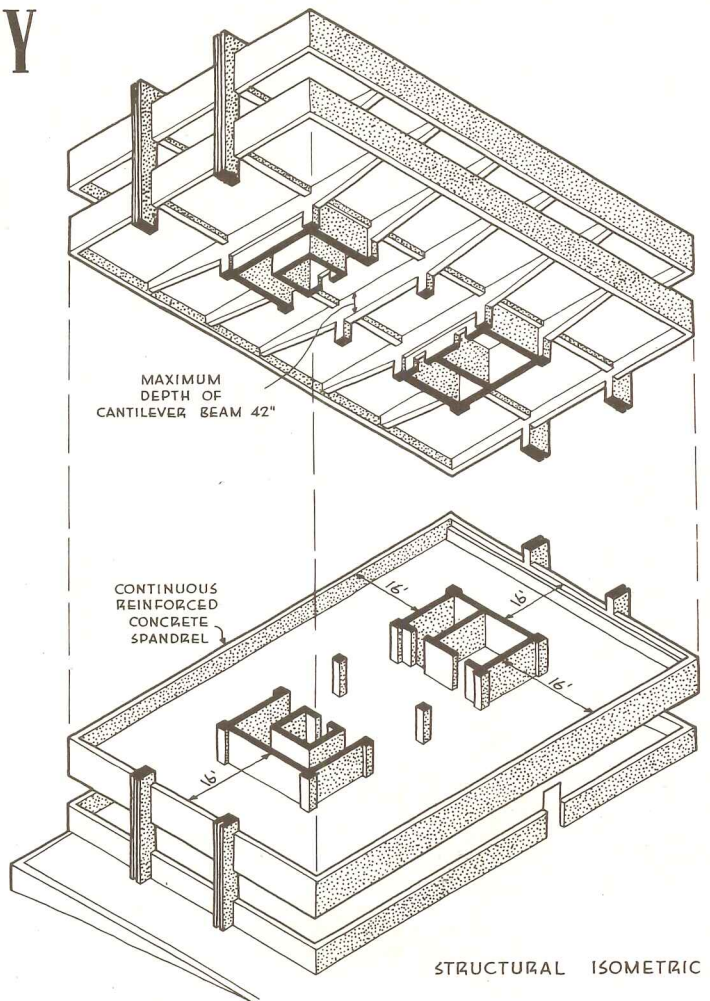 Y
MAXIMUM
DEPTH OF
CANTILEVER BEAM 42"
CONTINUOUS
REINFORCED
CONCRETE
SPANDREL
16'
16'
16'
16'
STRUCTURAL ISOMETRIC